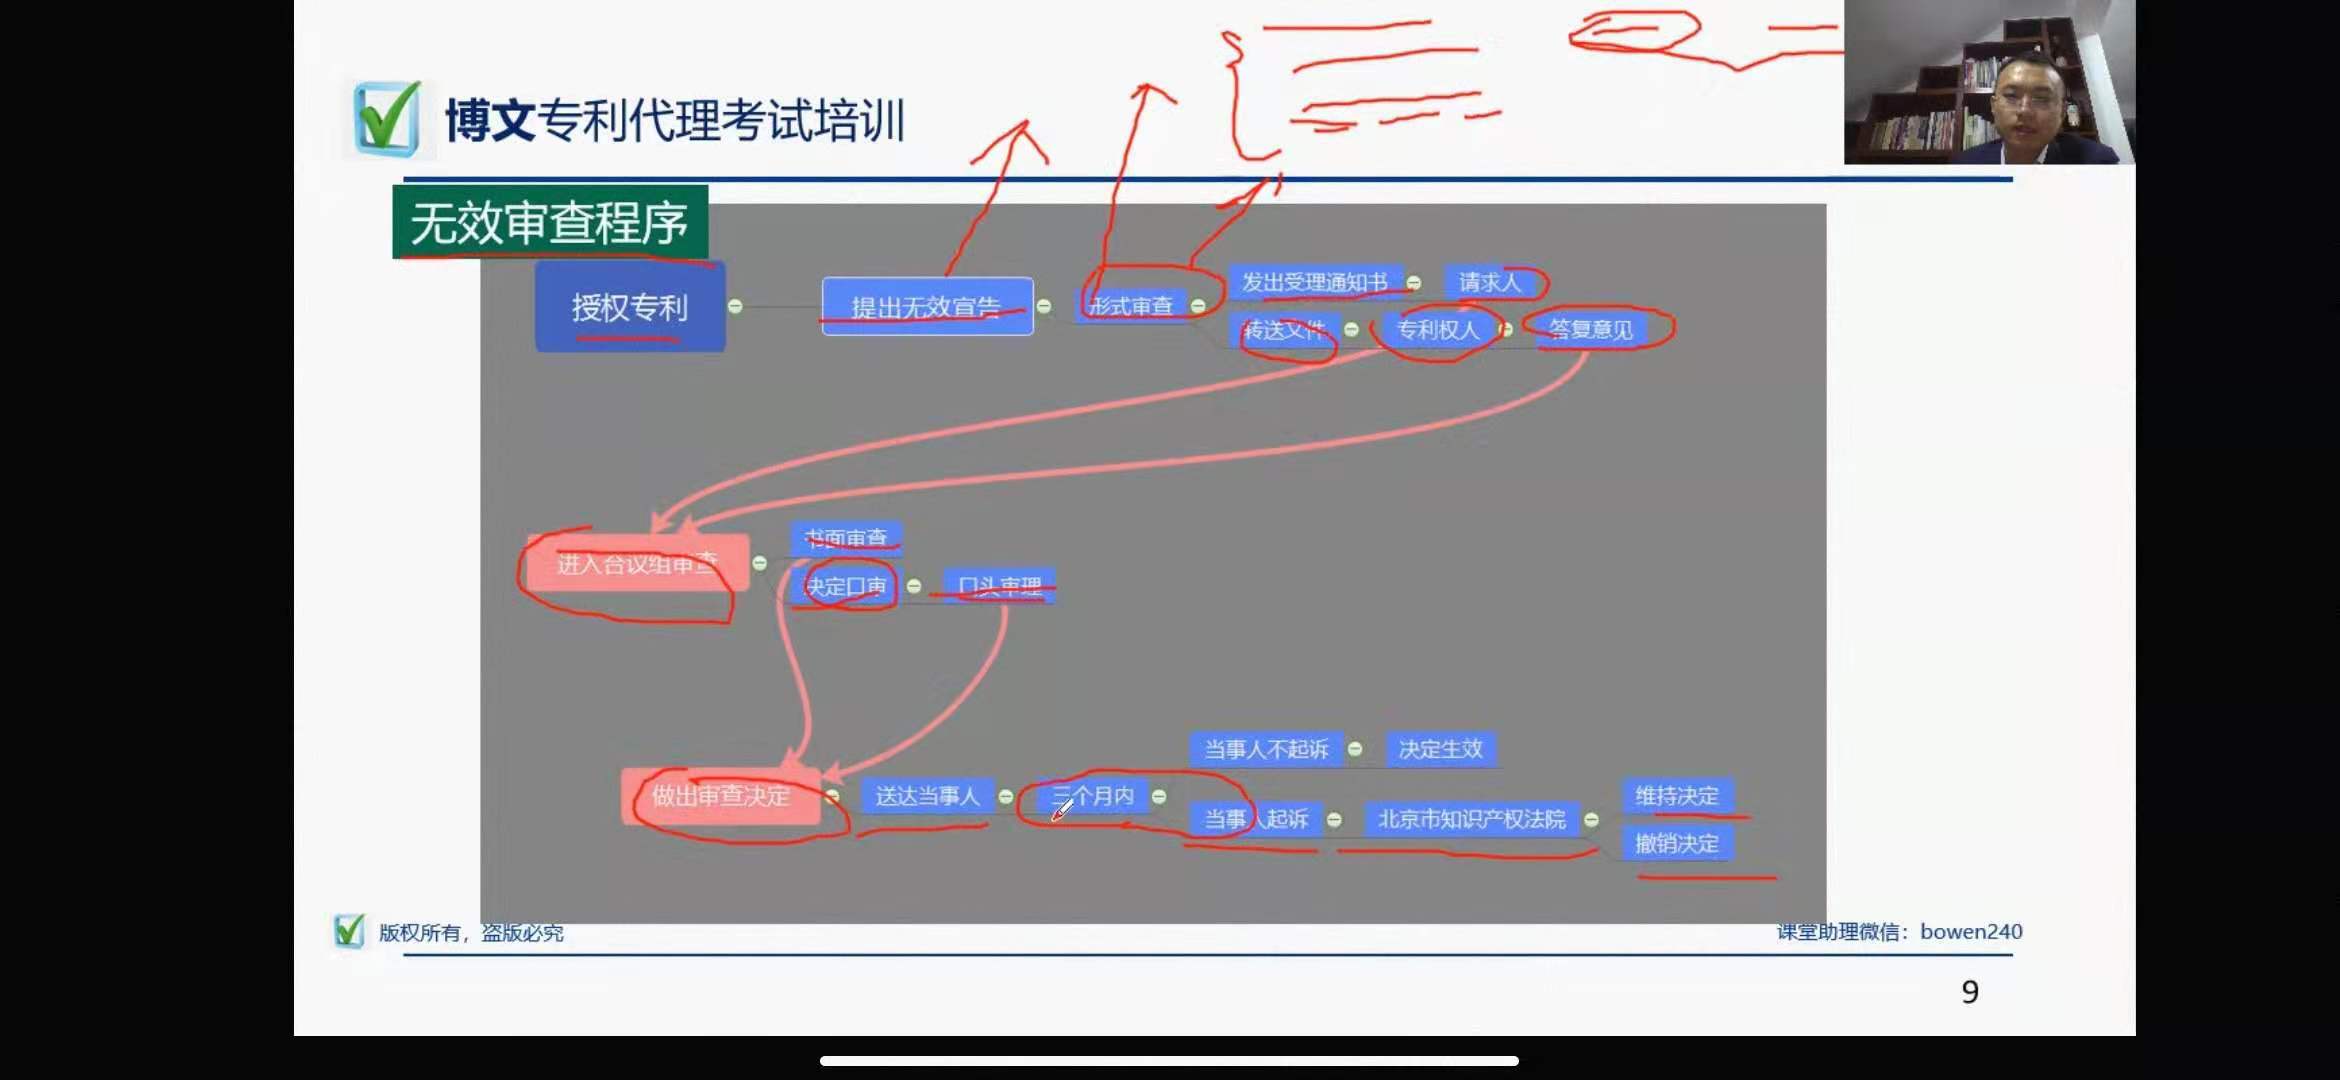 博文专利代理考试培训
无效审查程序
授权专利
提出无效宣告
形式审查
发出受理通知书
请求人
转送文件
专利权人
答复意见
进入合议组审查
书面审查
决定口审
口头审理
做出审查决定
送达当事人
三个月内
当事人不起诉
决定生效
当事人起诉
北京市知识产权法院
维持决定
撤销决定
版权所有，盗版必究
课堂助理微信：bowen240
9